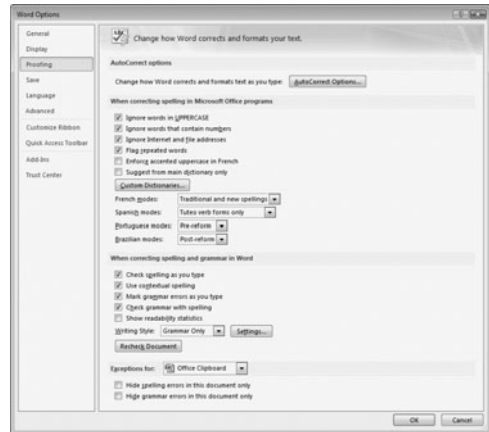 Word Options
General
Display
Proofing
Save
Language
Advanced
Customize Ribbon
Quick Access Toolbar
Add-Ins
Trust Center
ABC
Change how Word corrects and formats your text.
AutoCorrect options
Change how Word corrects and formats text as you type: AutoCorrect Options...
When correcting spelling in Microsoft Office programs
Ignore words in UPPERCASE
Ignore words that contain numbers
Ignore Internet and file addresses
Flag repeated words
Enforce accented uppercase in French
Suggest from main dictionary only
Custom Dictionaries...
French modes: Traditional and new spellings
Spanish modes: Tuteo verb forms only
Portuguese modes: Pre-reform
Brazilian modes: Post-reform
When correcting spelling and grammar in Word
Check spelling as you type
Use contextual spelling
Mark grammar errors as you type
Check grammar with spelling
Show readability statistics
Writing Style: Grammar Only Settings...
Recheck Document
Exceptions for: Office Clipboard
Hide spelling errors in this document only
Hide grammar errors in this document only
OK Cancel